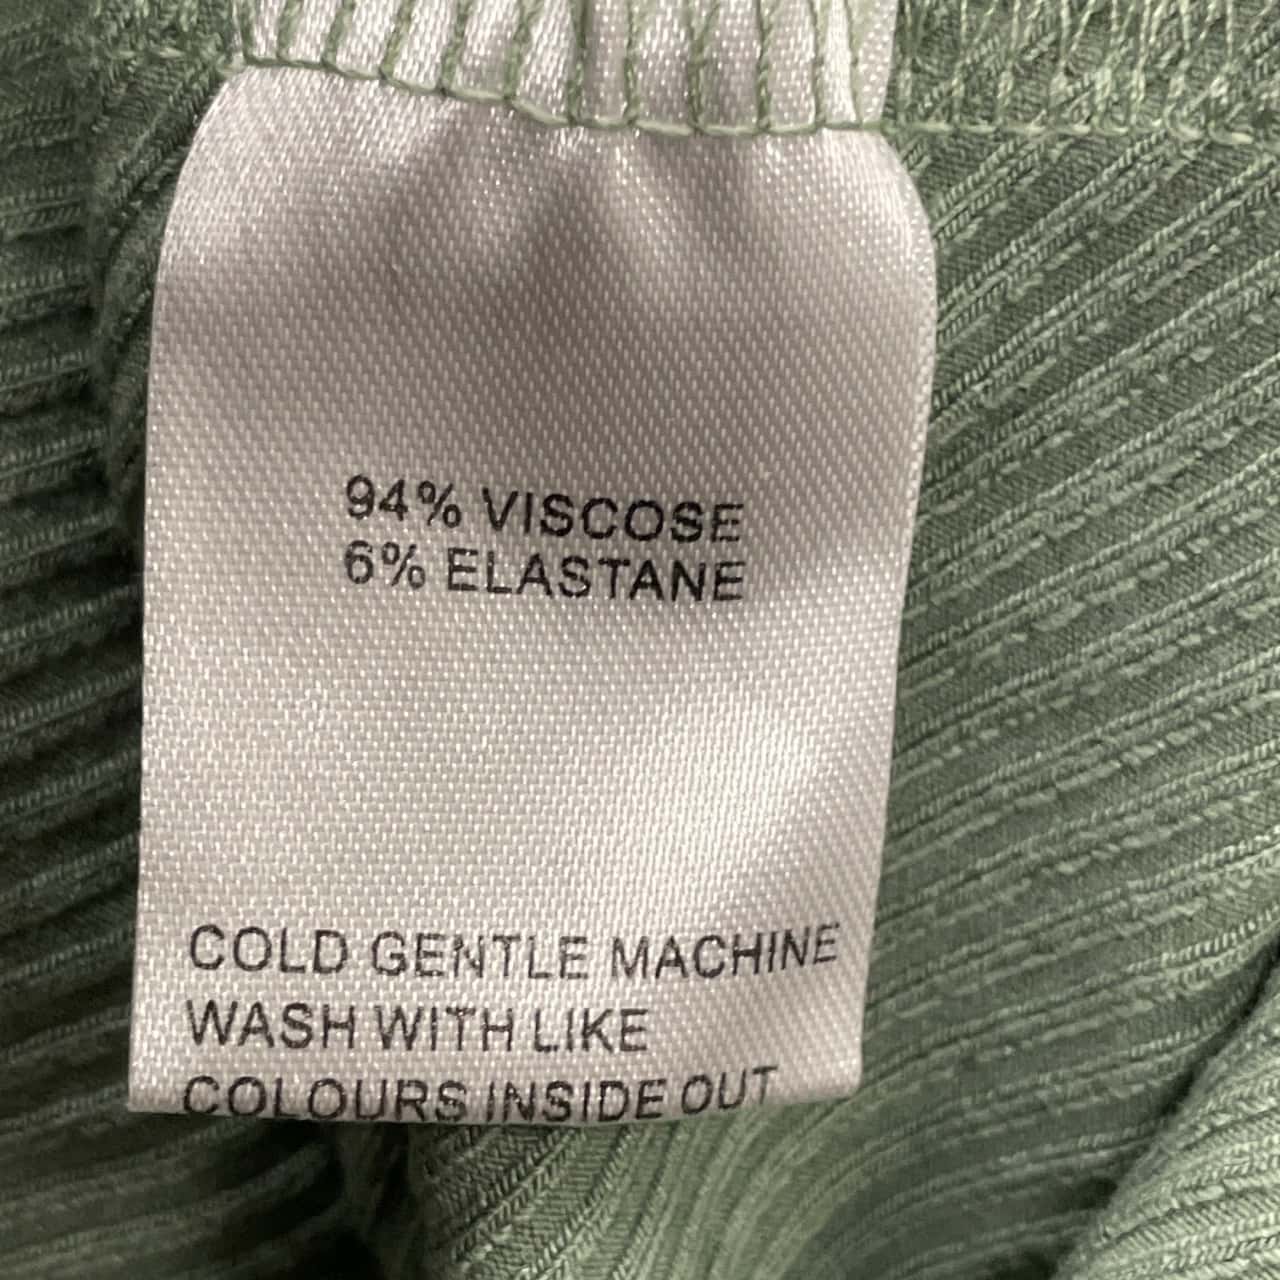 94% VISCOSE
6% ELASTANE
COLD GENTLE MACHINE
WASH WITH LIKE
COLOURS INSIDE OUT